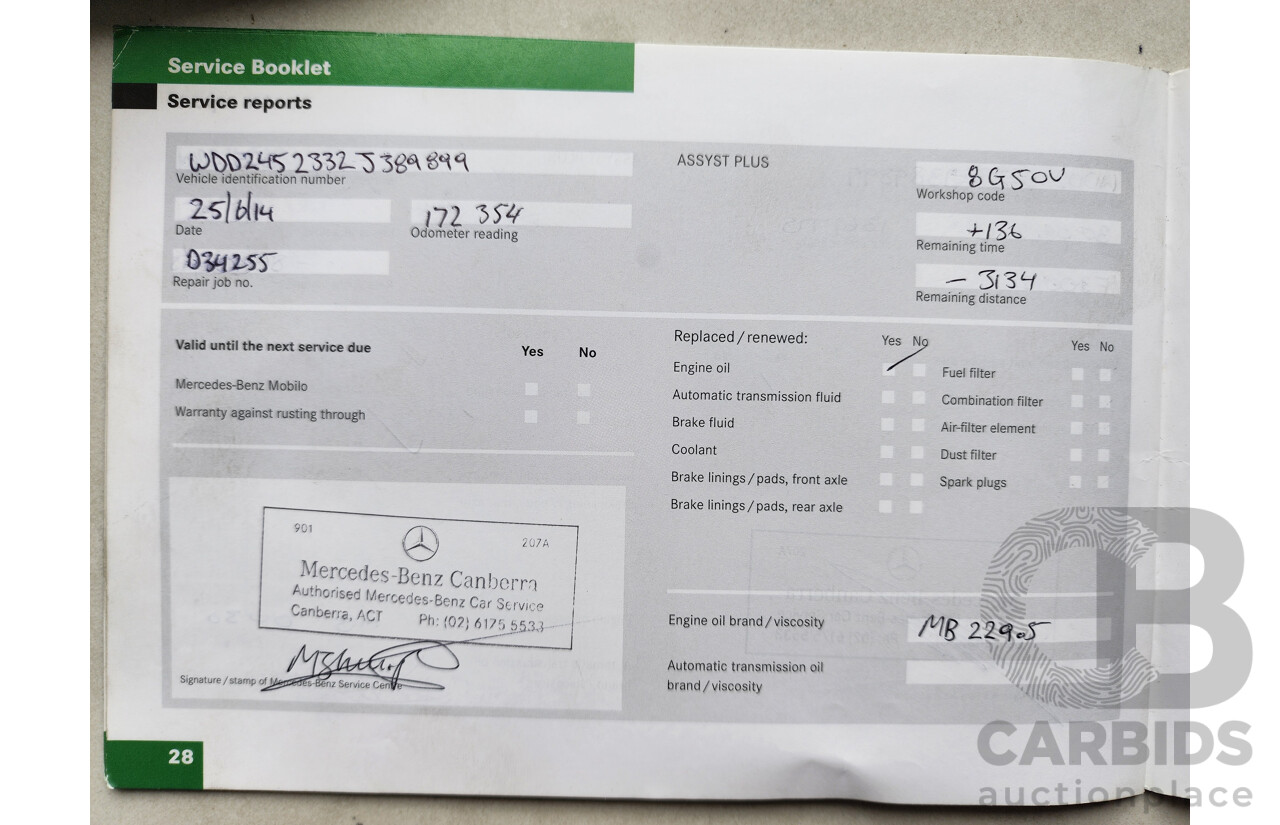 Service Booklet
Service reports
WDD2452332J389899
Vehicle identification number
25/6/14
Date
172 354
Odometer reading
D34255
Repair job no.
ASSYST PLUS
8G50U
Workshop code
+136
Remaining time
- 3134
Remaining distance
Valid until the next service due
Yes No
Mercedes-Benz Mobilo
Warranty against rusting through
Replaced / renewed:
Yes No
Yes No
Engine oil
Automatic transmission fluid
Brake fluid
Coolant
Brake linings / pads, front axle
Brake linings / pads, rear axle
Fuel filter
Combination filter
Air-filter element
Dust filter
Spark plugs
901
207A
Mercedes-Benz Canberra
Authorised Mercedes-Benz Car Service
Canberra, ACT Ph: (02) 6175 5533
Signature / stamp of Mercedes-Benz Service Centre
Engine oil brand / viscosity
MB 229.5
Automatic transmission oil
brand / viscosity
28
CB
CARBIDS
auctionplace